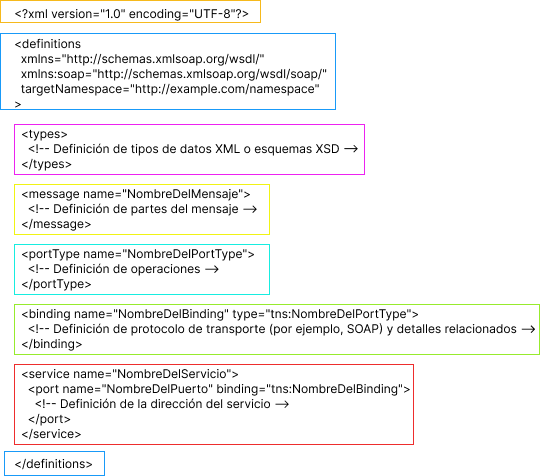 <?xml version="1.0" encoding="UTF-8"?>
<definitions
xmlns="http://schemas.xmlsoap.org/wsdl/"
xmlns:soap="http://schemas.xmlsoap.org/wsdl/soap/"
targetNamespace="http://example.com/namespace"
>
<types>
<!-- Definición de tipos de datos XML o esquemas XSD -->
</types>
<message name="NombreDelMensaje">
<!-- Definición de partes del mensaje -->
</message>
<portType name="NombreDelPortType">
<!-- Definición de operaciones -->
</portType>
<binding name="NombreDelBinding" type="tns:NombreDelPortType">
<!-- Definición de protocolo de transporte (por ejemplo, SOAP) y detalles relacionados -->
</binding>
<service name="NombreDelServicio">
<port name="NombreDelPuerto" binding="tns:NombreDelBinding">
<!-- Definición de la dirección del servicio -->
</port>
</service>
</definitions>